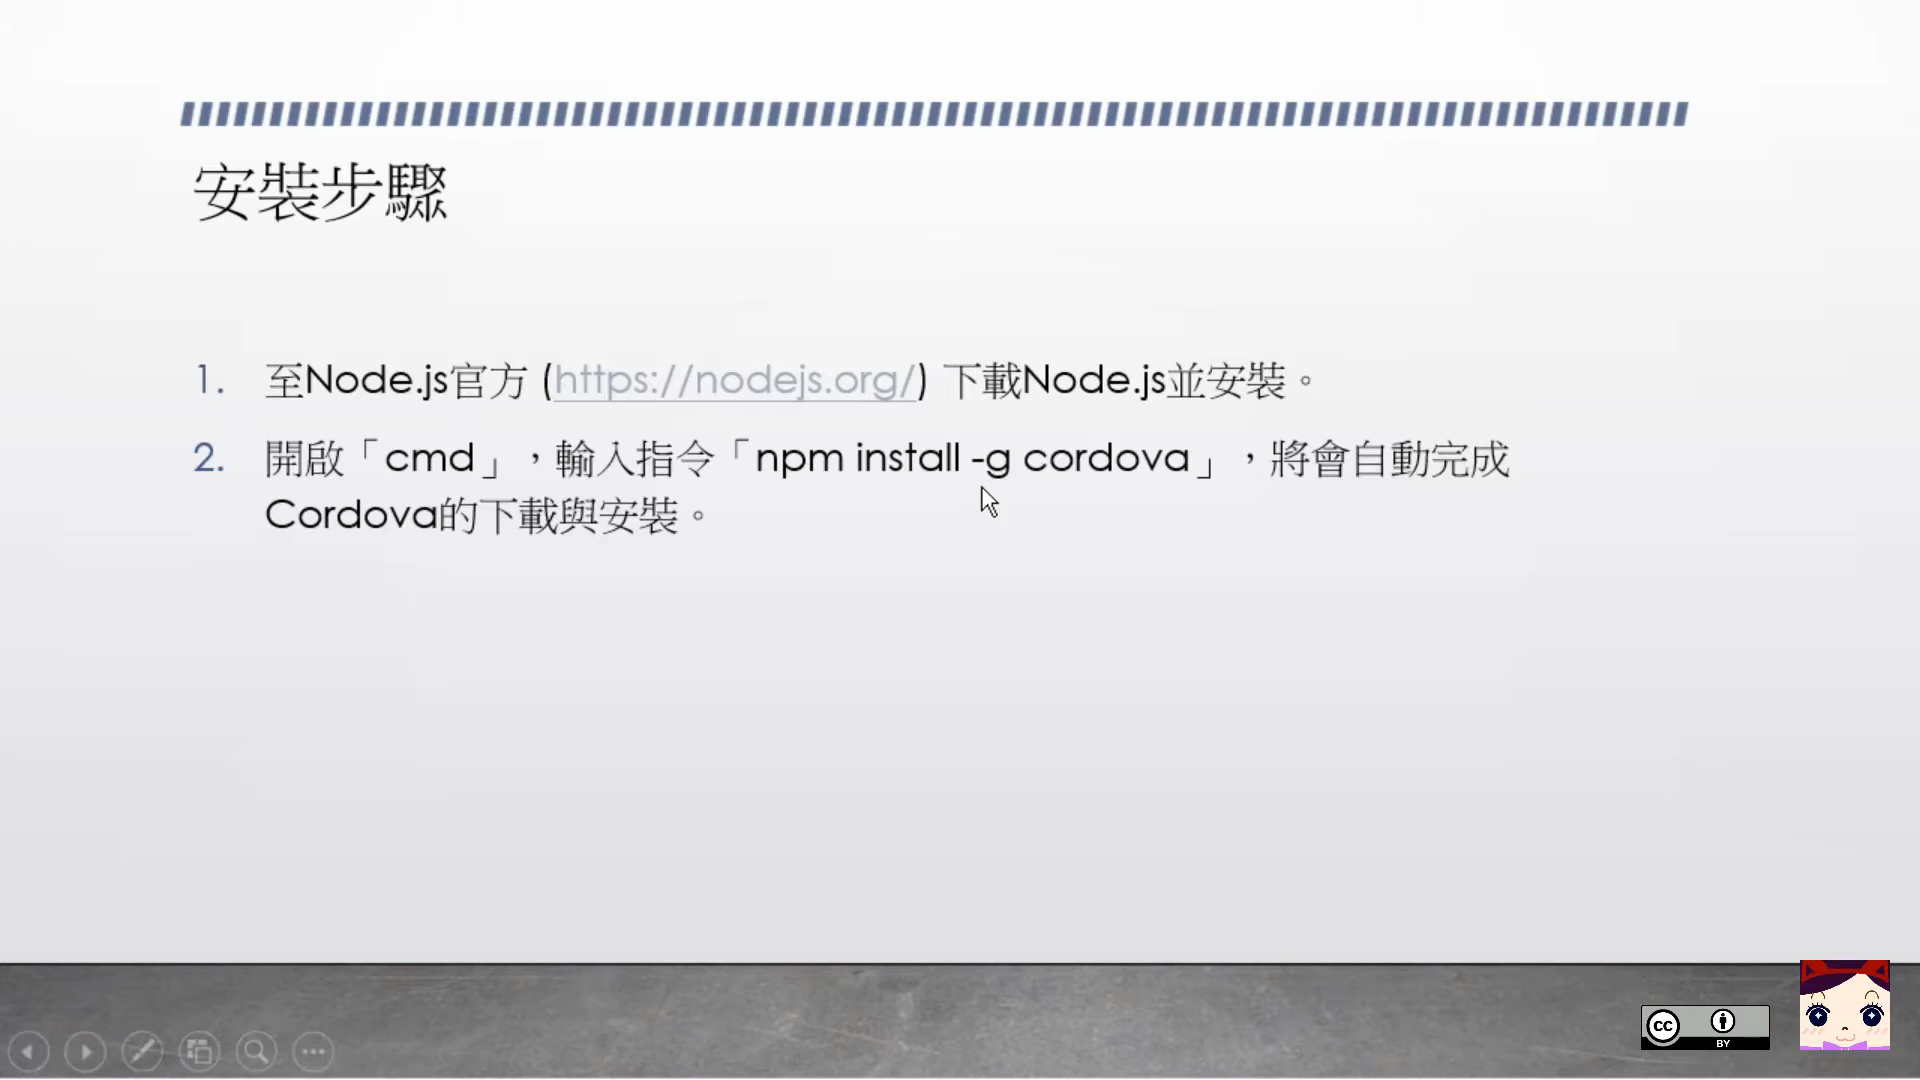 安裝步驟
1. 至Node.js官方 (https://nodejs.org/) 下載Node.js並安裝。
2. 開啟「cmd」，輸入指令「npm install -g cordova」，將會自動完成
Cordova的下載與安裝。
cc
BY